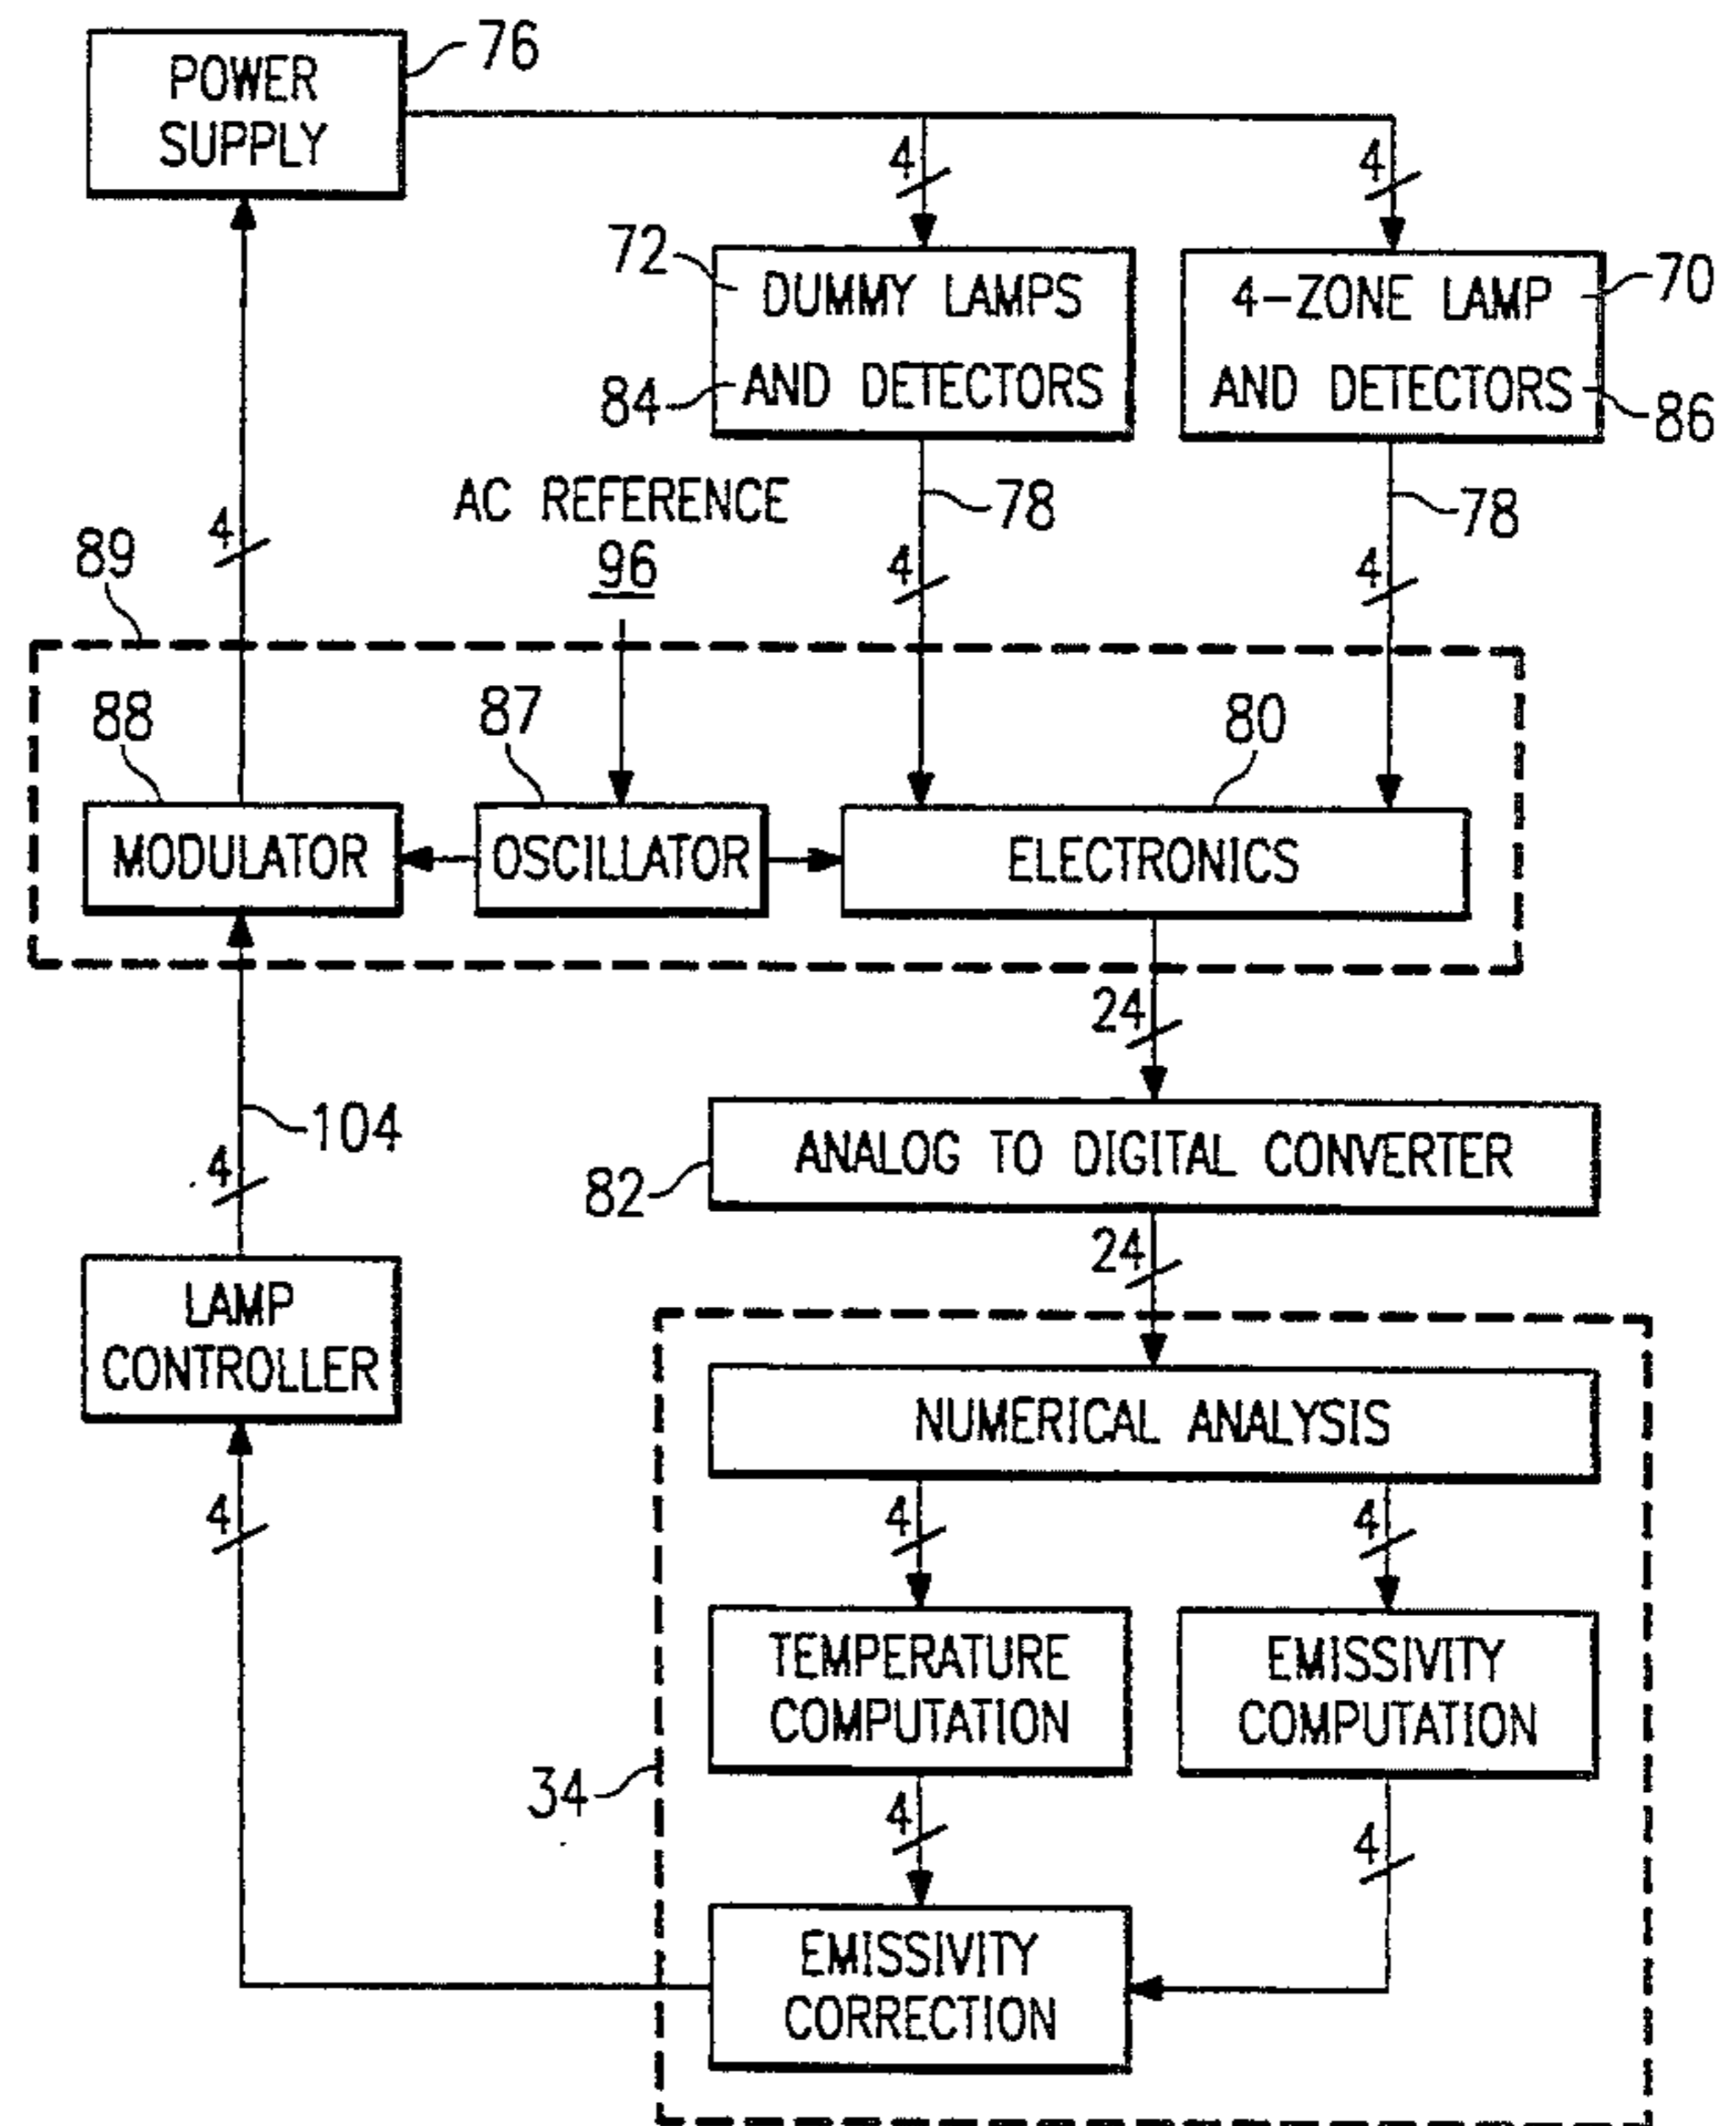 POWER
SUPPLY
76
4
4
72
DUMMY LAMPS
AND DETECTORS
84
4-ZONE LAMP
AND DETECTORS
70
86
AC REFERENCE
96
78
78
4
4
4
89
88
87
80
MODULATOR
OSCILLATOR
ELECTRONICS
24
104
4
ANALOG TO DIGITAL CONVERTER
82
24
LAMP
CONTROLLER
NUMERICAL ANALYSIS
4
4
4
TEMPERATURE
COMPUTATION
EMISSIVITY
COMPUTATION
34
4
4
EMISSIVITY
CORRECTION